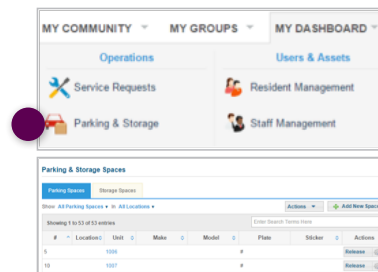 MY COMMUNITY MY GROUPS MY DASHBOARD
Operations Users & Assets
Service Requests Resident Management
Parking & Storage Staff Management
Parking & Storage Spaces
Parking Spaces Storage Spaces
Show All Parking Spaces In All Locations Actions Add New Space
Showing 1 to 53 of 53 entries Enter Search Terms Here
# Location Unit Make Model Plate Sticker Actions
5 1006 # Release
10 1007 # Release